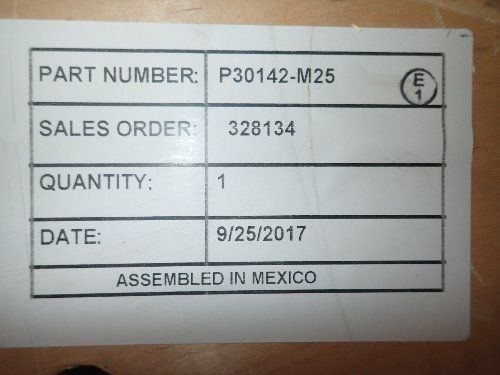 PART NUMBER: P30142-M25
E
1
SALES ORDER: 328134
QUANTITY: 1
DATE: 9/25/2017
ASSEMBLED IN MEXICO